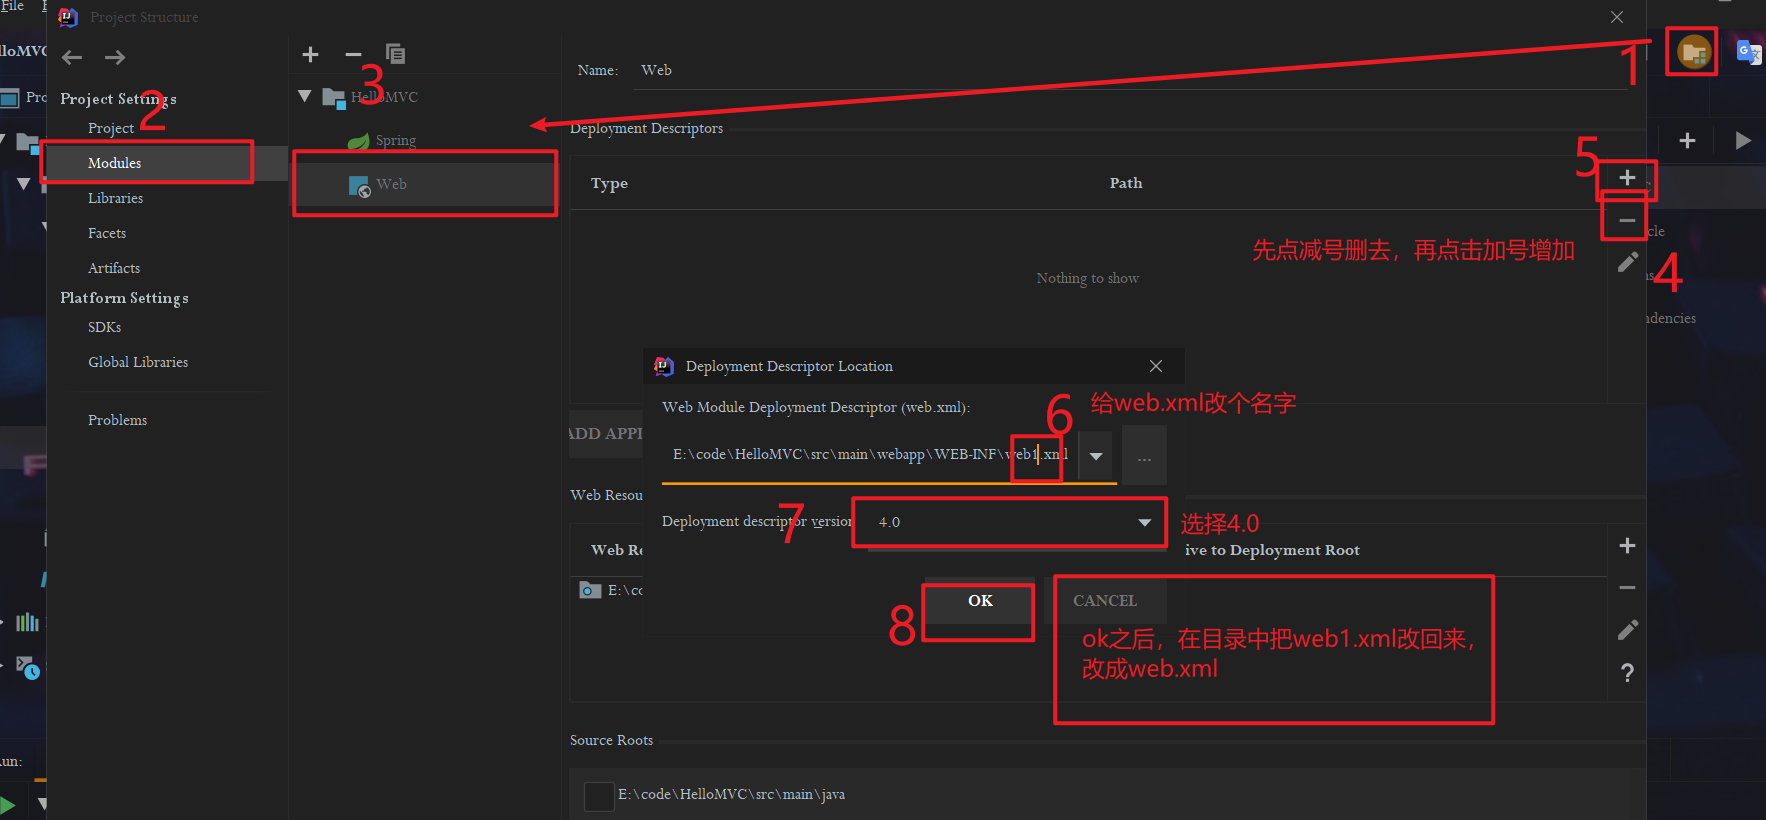 File
Project Structure
1
lloMVC
3
Name: Web
Pro
Project Settings
HelloMVC
2
Project
Deployment Descriptors
Spring
5
Modules
Web
Type Path
Libraries
Facets
先点减号删去，再点击加号增加
cle
Artifacts
Nothing to show
4
Platform Settings
SDKs
ndencies
Global Libraries
Deployment Descriptor Location
Web Module Deployment Descriptor (web.xml):
6
给web.xml改个名字
Problems
ADD APPL
E:\code\HelloMVC\src\main\webapp\WEB-INF\web1.xml
...
Web Resou
7
Deployment descriptor version
4.0
选择4.0
Web Re
ive to Deployment Root
E:\co
8
OK
CANCEL
ok之后，在目录中把web1.xml改回来，
改成web.xml
?
Source Roots
un:
E:\code\HelloMVC\src\main\java